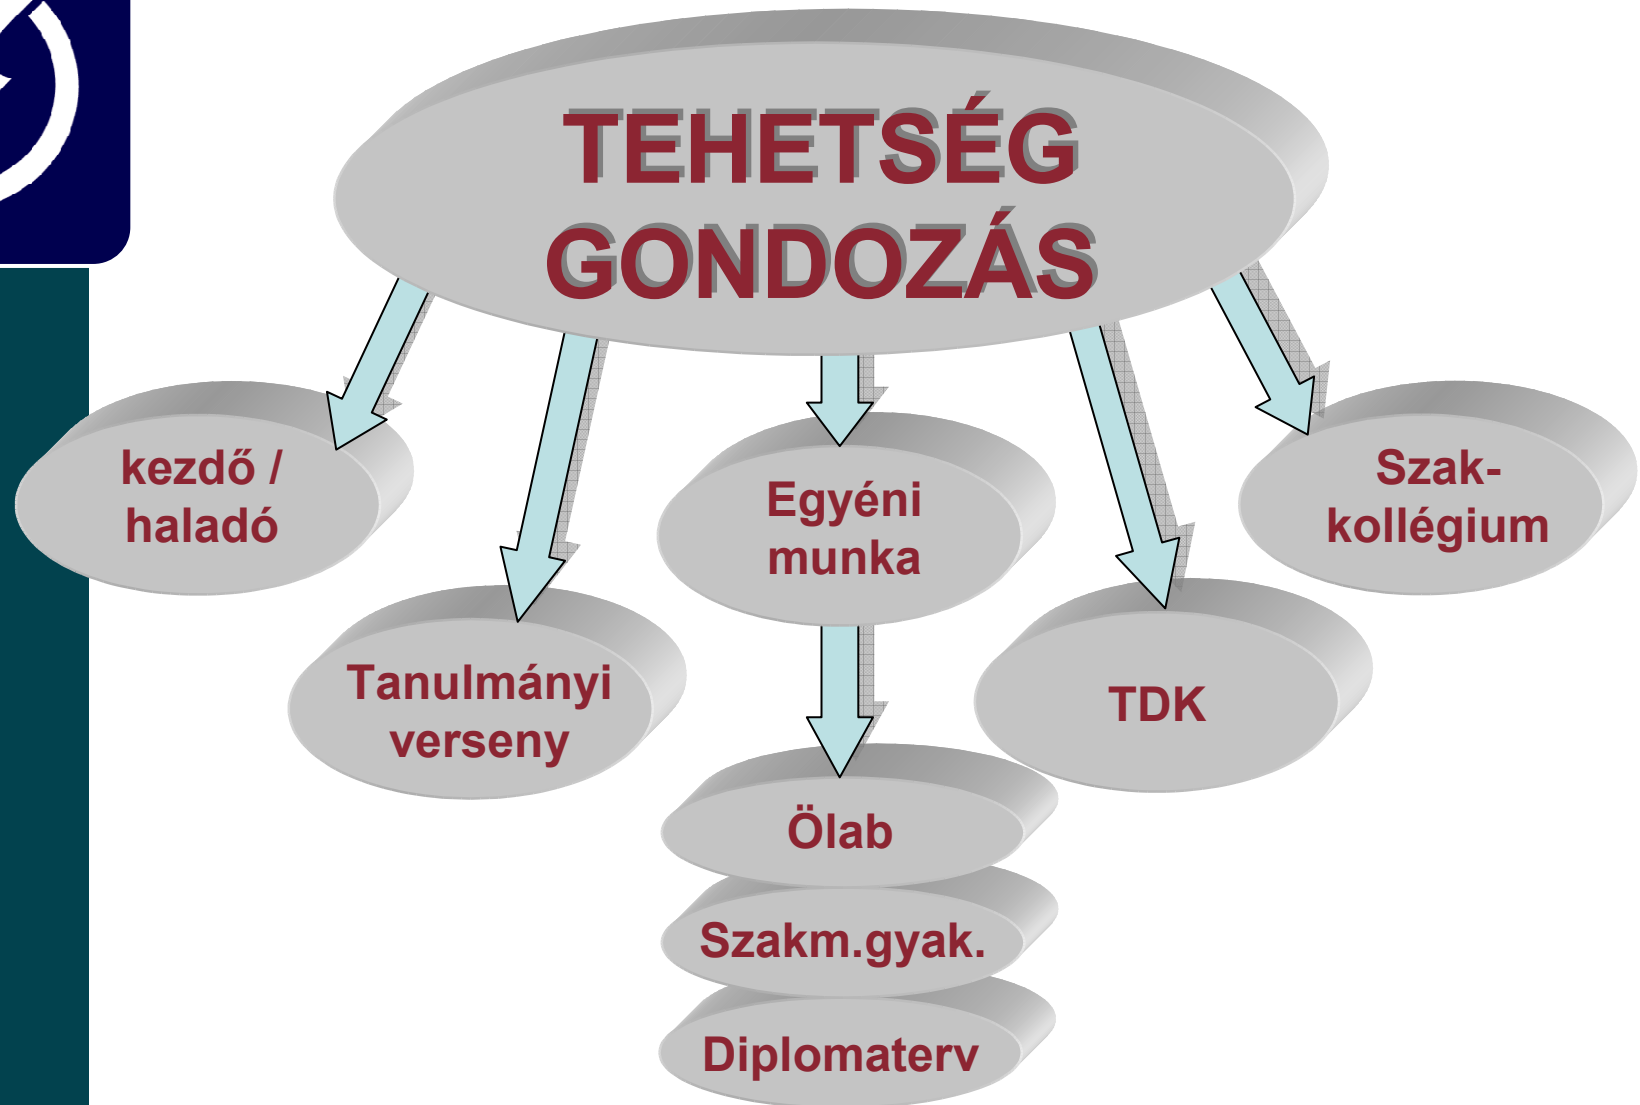 TEHETSÉG
GONDOZÁS
kezdő /
haladó
Tanulmányi
verseny
Egyéni
munka
TDK
Szak-
kollégium
Ölab
Szakm.gyak.
Diplomaterv